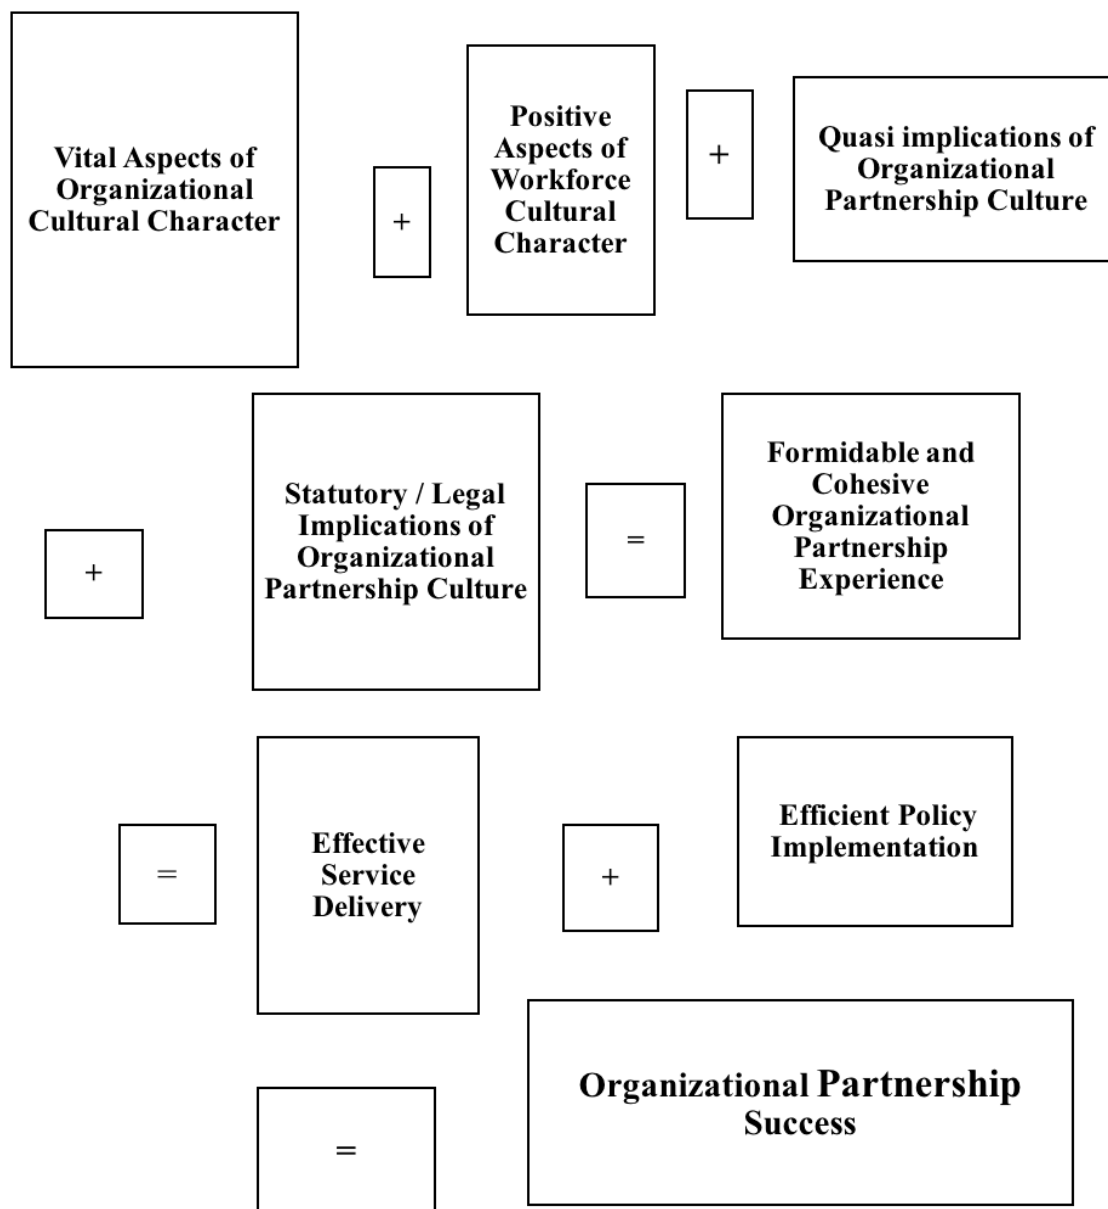 Vital Aspects of
Organizational
Cultural Character
+
Positive
Aspects of
Workforce
Cultural
Character
+
Quasi implications of
Organizational
Partnership Culture
+
Statutory / Legal
Implications of
Organizational
Partnership Culture
=
Formidable and
Cohesive
Organizational
Partnership
Experience
=
Effective
Service
Delivery
+
Efficient Policy
Implementation
=
Organizational Partnership
Success